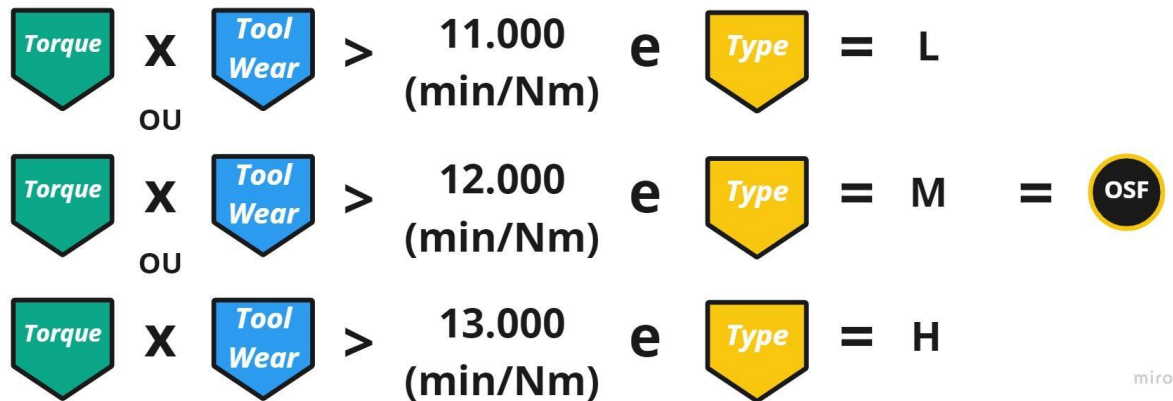 Torque x Tool Wear > 11.000 (min/Nm) e Type = L
OU
Torque x Tool Wear > 12.000 (min/Nm) e Type = M = OSF
OU
Torque x Tool Wear > 13.000 (min/Nm) e Type = H
miro